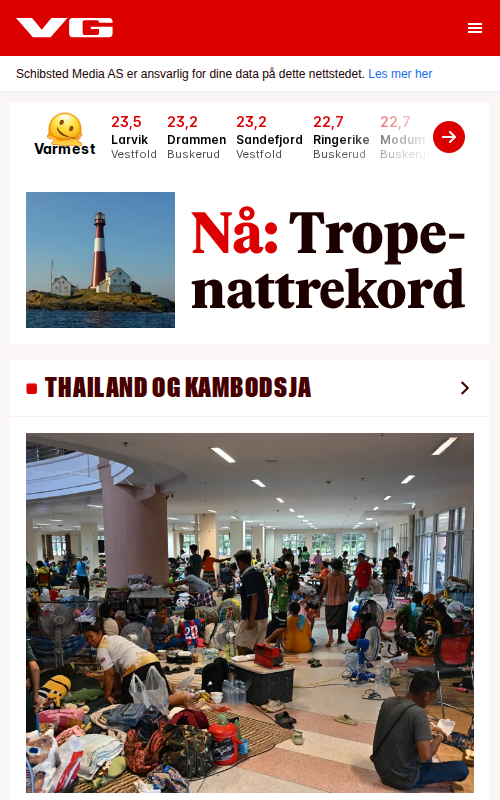 VG
Schibsted Media AS er ansvarlig for dine data på dette nettstedet. Les mer her
Varmest
23,5 23,2 23,2 22,7 22,7
Larvik Drammen Sandefjord Ringerike Modum
Vestfold Buskerud Vestfold Buskerud Buskerud
Nå: Trope-
nattrekord
THAILAND OG KAMBODSJA